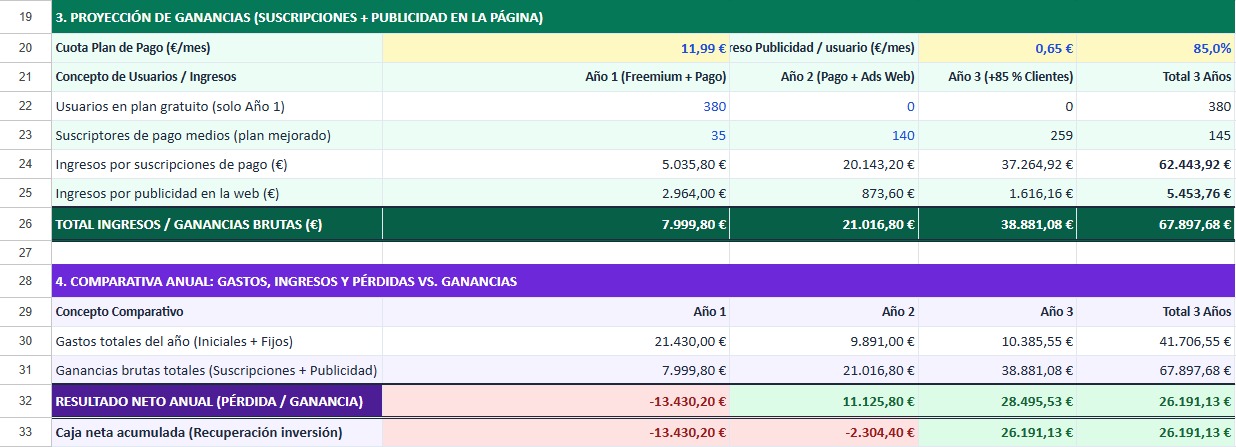 19 3. PROYECCIÓN DE GANANCIAS (SUSCRIPCIONES + PUBLICIDAD EN LA PÁGINA)
20 Cuota Plan de Pago (€/mes) 11,99 € reso Publicidad / usuario (€/mes) 0,65 € 85,0%
21 Concepto de Usuarios / Ingresos Año 1 (Freemium + Pago) Año 2 (Pago + Ads Web) Año 3 (+85 % Clientes) Total 3 Años
22 Usuarios en plan gratuito (solo Año 1) 380 0 0 380
23 Suscriptores de pago medios (plan mejorado) 35 140 259 145
24 Ingresos por suscripciones de pago (€) 5.035,80 € 20.143,20 € 37.264,92 € 62.443,92 €
25 Ingresos por publicidad en la web (€) 2.964,00 € 873,60 € 1.616,16 € 5.453,76 €
26 TOTAL INGRESOS / GANANCIAS BRUTAS (€) 7.999,80 € 21.016,80 € 38.881,08 € 67.897,68 €
27
28 4. COMPARATIVA ANUAL: GASTOS, INGRESOS Y PÉRDIDAS VS. GANANCIAS
29 Concepto Comparativo Año 1 Año 2 Año 3 Total 3 Años
30 Gastos totales del año (Iniciales + Fijos) 21.430,00 € 9.891,00 € 10.385,55 € 41.706,55 €
31 Ganancias brutas totales (Suscripciones + Publicidad) 7.999,80 € 21.016,80 € 38.881,08 € 67.897,68 €
32 RESULTADO NETO ANUAL (PÉRDIDA / GANANCIA) -13.430,20 € 11.125,80 € 28.495,53 € 26.191,13 €
33 Caja neta acumulada (Recuperación inversión) -13.430,20 € -2.304,40 € 26.191,13 € 26.191,13 €